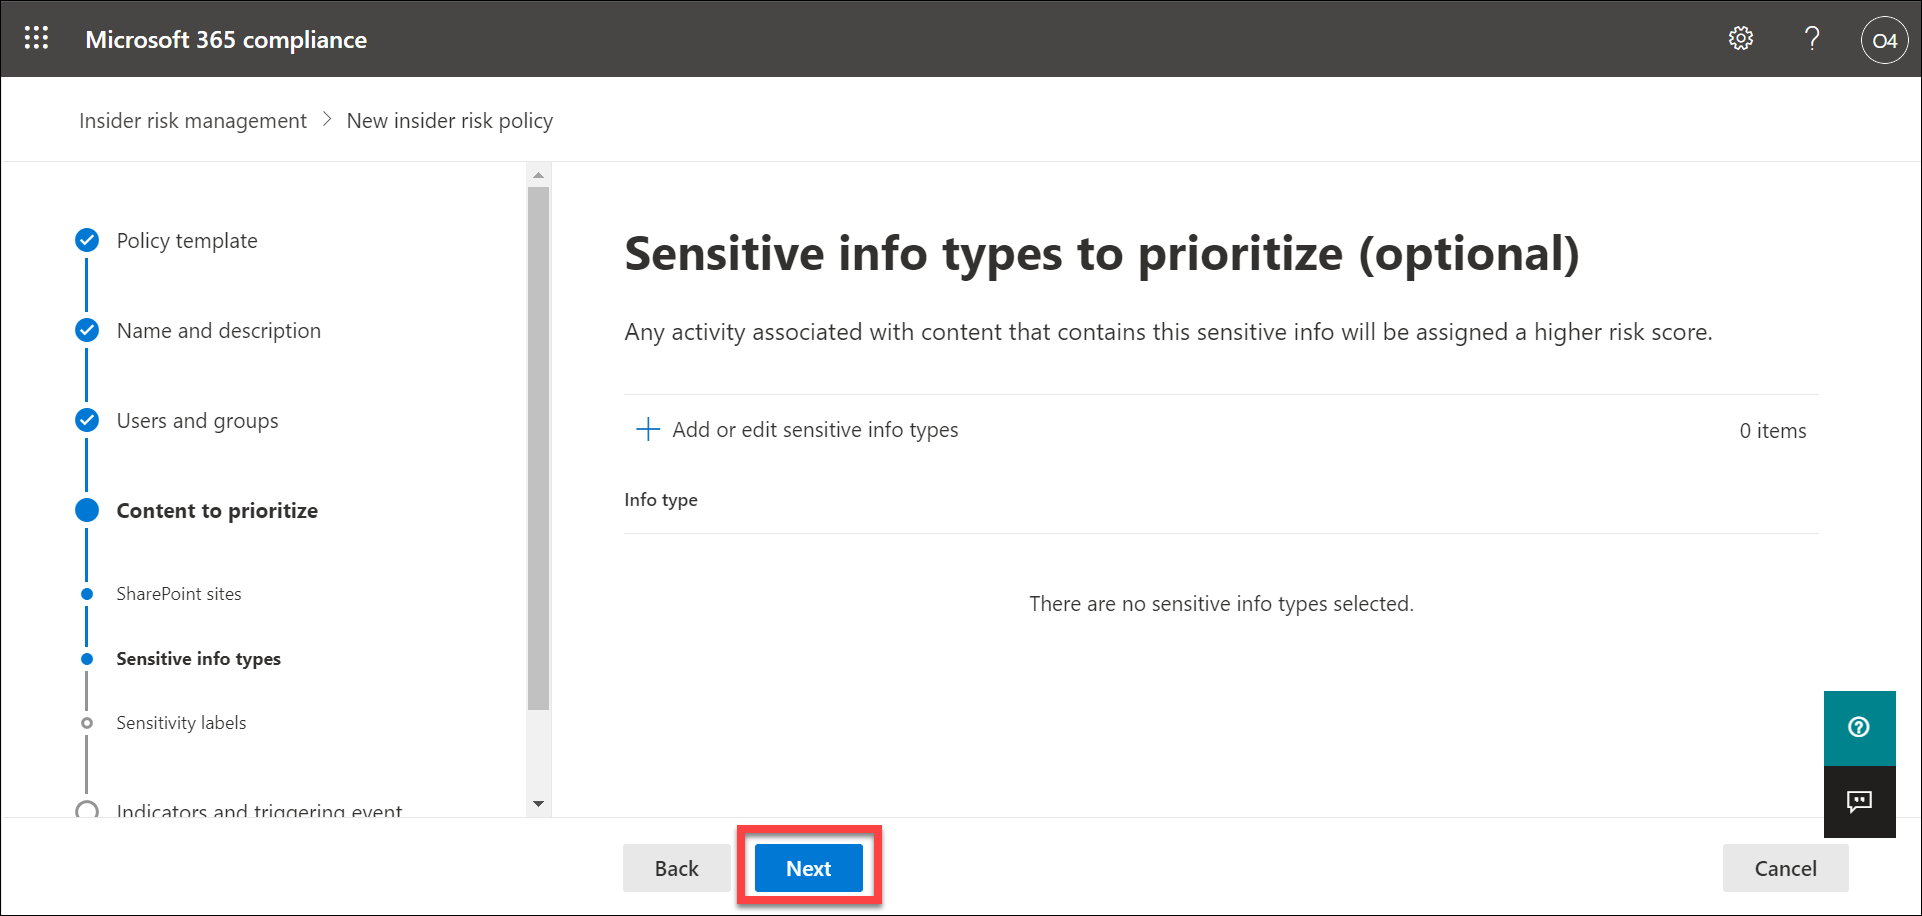 Microsoft 365 compliance
?
O4
Insider risk management > New insider risk policy
Policy template
Name and description
Users and groups
Content to prioritize
SharePoint sites
Sensitive info types
Sensitivity labels
Indicators and triggering event
Sensitive info types to prioritize (optional)
Any activity associated with content that contains this sensitive info will be assigned a higher risk score.
+ Add or edit sensitive info types
0 items
Info type
There are no sensitive info types selected.
Back
Next
Cancel